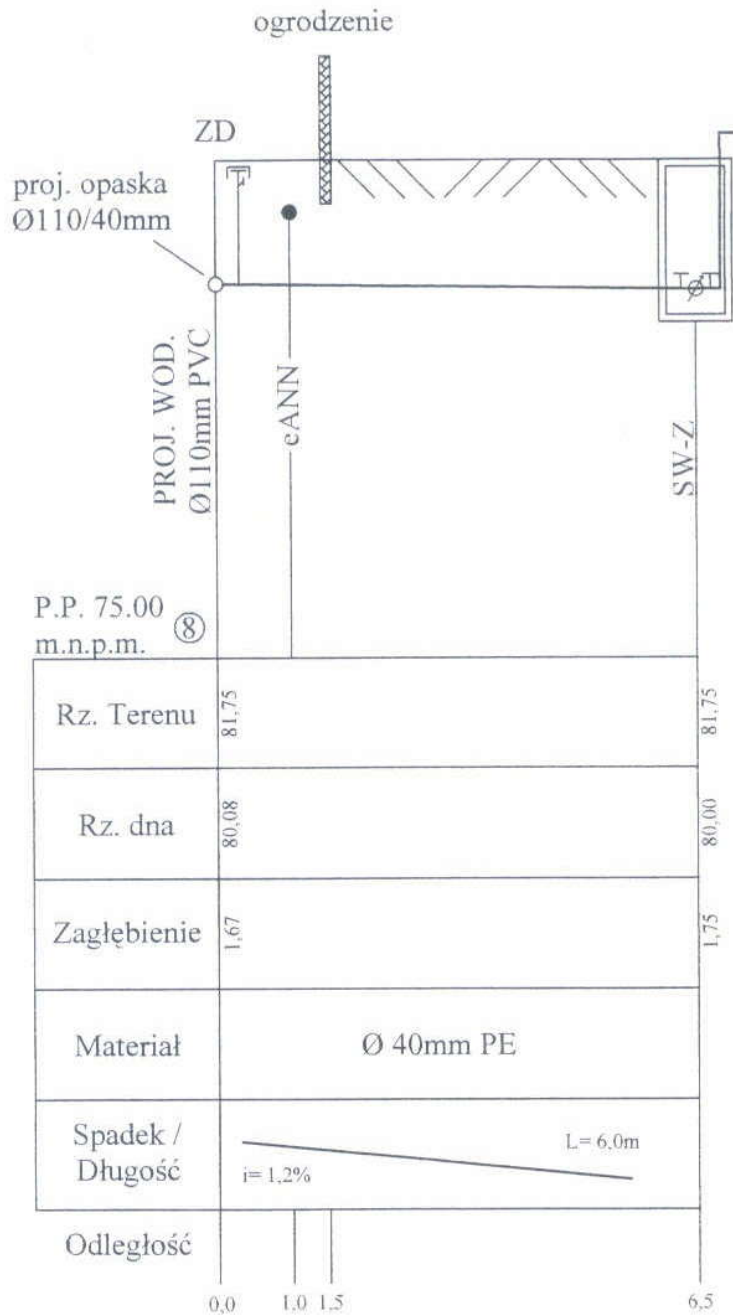 ogrodzenie
ZD
proj. opaska
Ø110/40mm
PROJ. WOD.
Ø110mm PVC
eANN
SW-Z
P.P. 75.00
m.n.p.m.
8
Rz. Terenu
81,75
81,75
Rz. dna
80,08
80,00
Zagłębienie
1,67
1,75
Materiał
Ø 40mm PE
Spadek /
Długość
i= 1,2%
L= 6,0m
Odległość
0,0
1,0
1,5
6,5